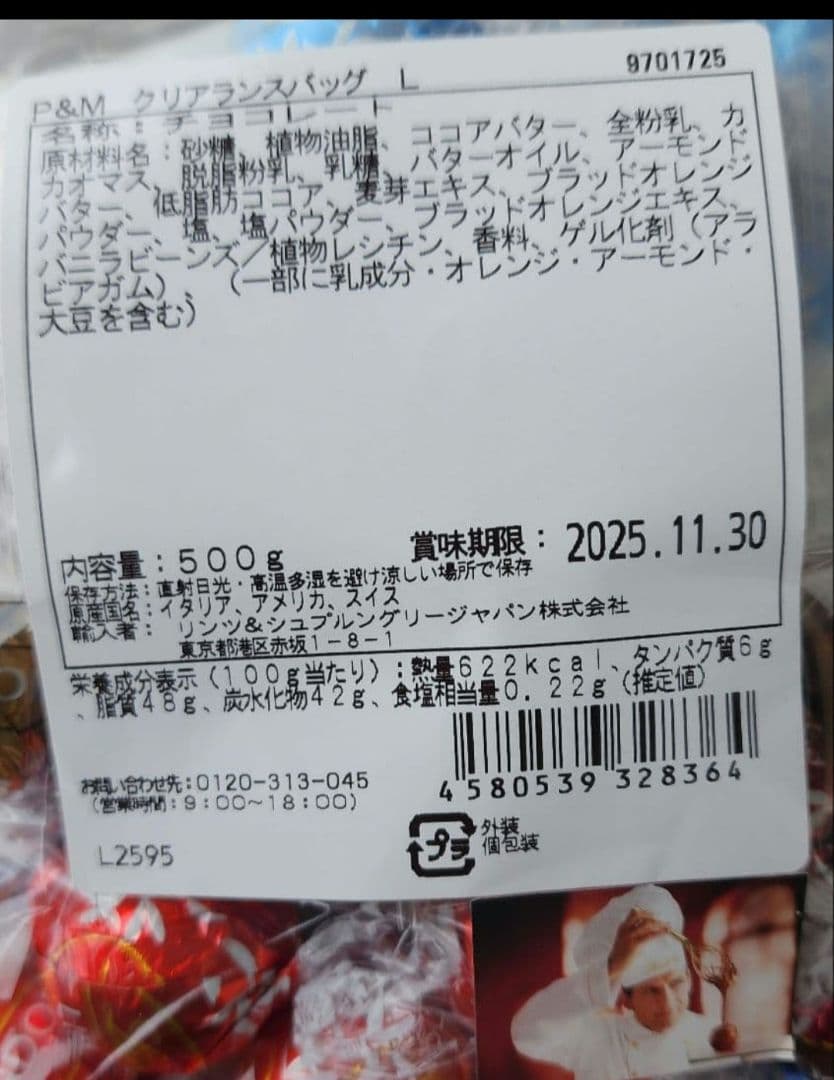 9701725
P&M クリアランスバッグ L
名称：チョコレート
原材料名：砂糖、植物油脂、ココアバター、全粉乳、カ
カオマス、脱脂粉乳、乳糖、バターオイル、アーモンド
バター、低脂肪ココア、麦芽エキス、ブラッドオレンジ
パウダー、塩、塩パウダー、ブラッドオレンジエキス、
バニラビーンズ／植物レシチン、香料、ゲル化剤（アラ
ビアガム）、（一部に乳成分・オレンジ・アーモンド・
大豆を含む）
内容量：５００ｇ 賞味期限：2025.11.30
保存方法：直射日光・高温多湿を避け涼しい場所で保存
原産国名：イタリア、アメリカ、スイス
輸入者： リンツ&シュプルングリージャパン株式会社
東京都港区赤坂１－８－１
栄養成分表示（１００ｇ当たり）：熱量６２２ｋｃａｌ、タンパク質６ｇ
、脂質４８ｇ、炭水化物４２ｇ、食塩相当量０．２２ｇ（推定値）
4 580539 328364
お問い合わせ先：0120-313-045
（営業時間：９：００～１８：００）
プラ
外装
個包装
L2595